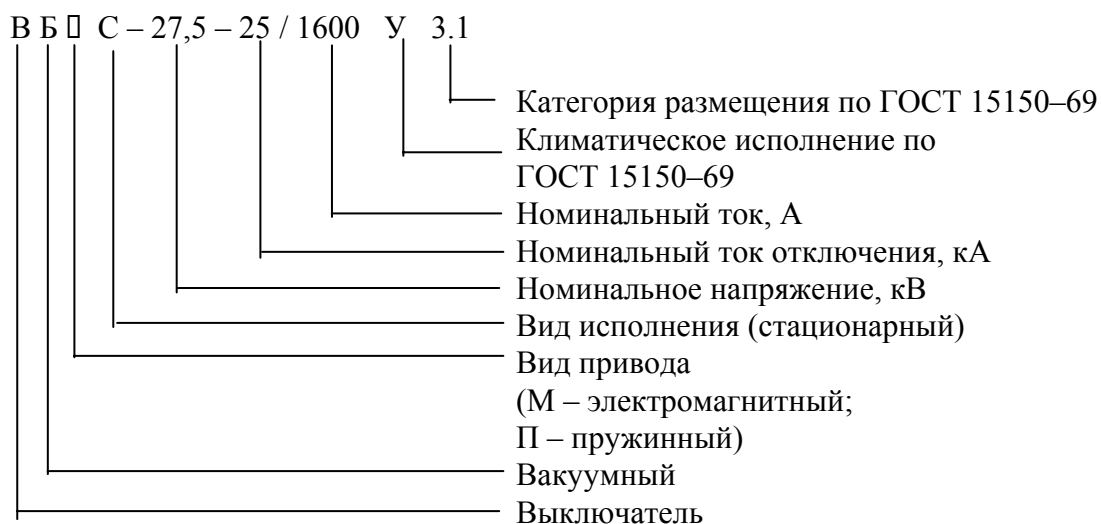 В Б ▯ С – 27,5 – 25 / 1600 У 3.1
Категория размещения по ГОСТ 15150–69
Климатическое исполнение по
ГОСТ 15150–69
Номинальный ток, А
Номинальный ток отключения, кА
Номинальное напряжение, кВ
Вид исполнения (стационарный)
Вид привода
(М – электромагнитный;
П – пружинный)
Вакуумный
Выключатель